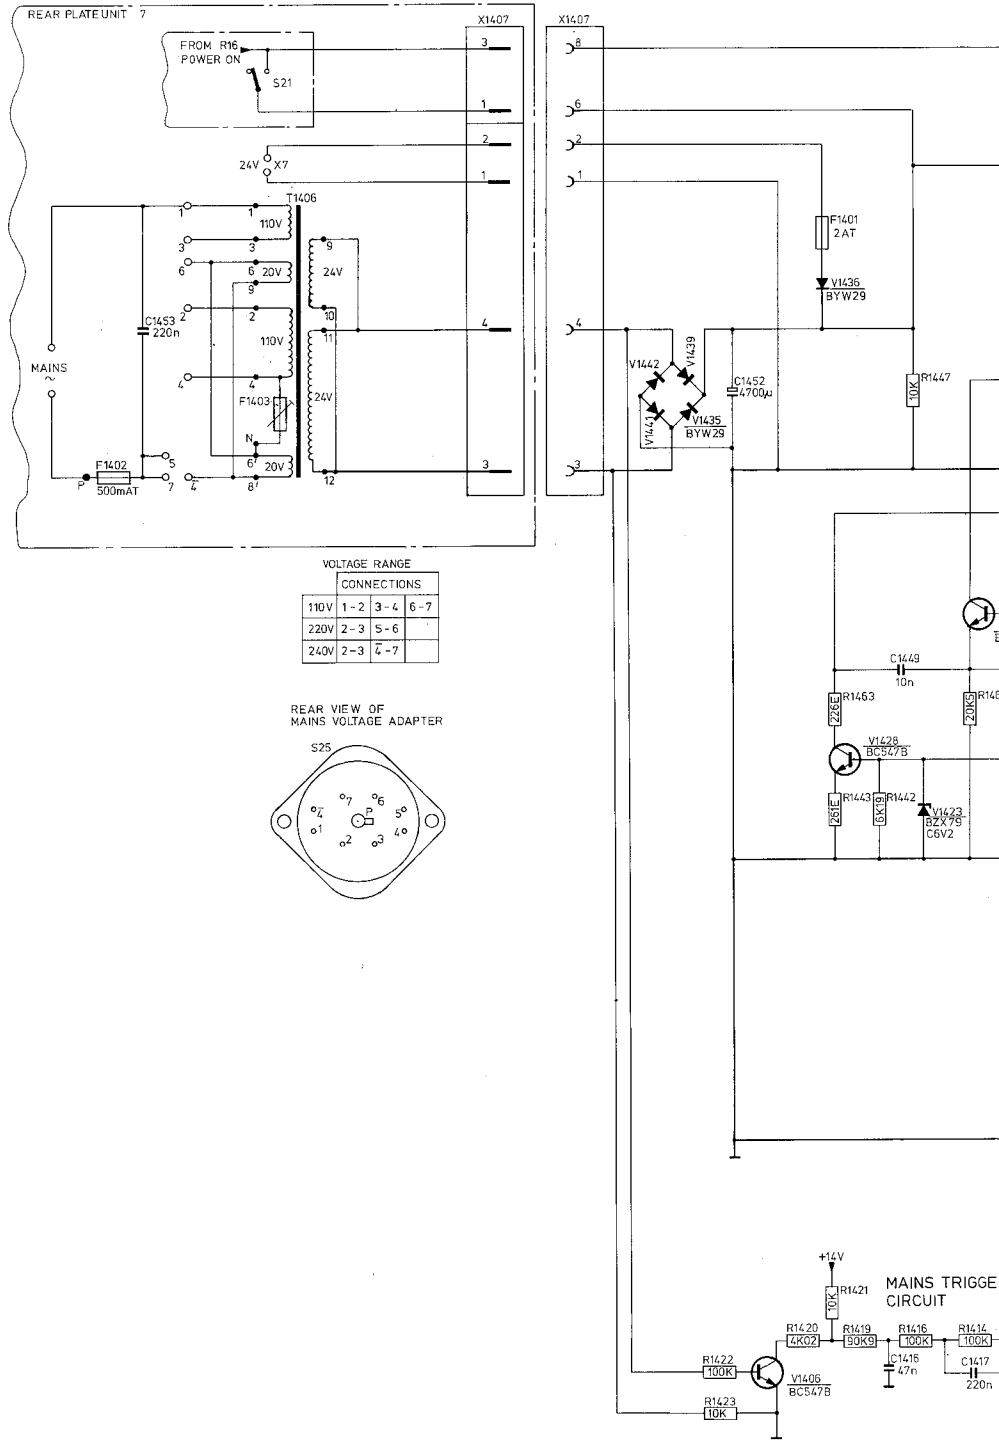 REAR PLATEUNIT 7
X1407
X1407
FROM R16
POWER ON
S21
3
1
2
1
4
3
8
6
2
1
4
3
24V X7
T1406
1
1
110V
3
3
6
6
20V
9
2
2
110V
4
4
F1403
N
6'
20V
8'
9
24V
10
11
24V
12
C1453
220n
MAINS
~
F1402
P
500mAT
5
7
4̅
F1401
2AT
V1436
BYW29
V1442
V1439
V1441
V1435
BYW29
C1452
4700µ
R1447
10K
VOLTAGE RANGE
CONNECTIONS
110V 1-2 3-4 6-7
220V 2-3 5-6
240V 2-3 4̅-7
REAR VIEW OF
MAINS VOLTAGE ADAPTER
S25
7
6
4̅
P
5
1
4
2
3
C1449
10n
R1463
226E
20K5
V1428
BC547B
R1443
261E
R1442
6K19
V1423
BZX79
C6V2
+14V
R1421
10K
MAINS TRIGGE
CIRCUIT
R1420
4K02
R1419
90K9
R1416
100K
R1414
100K
C1416
47n
C1417
220n
R1422
100K
V1406
BC547B
R1423
10K